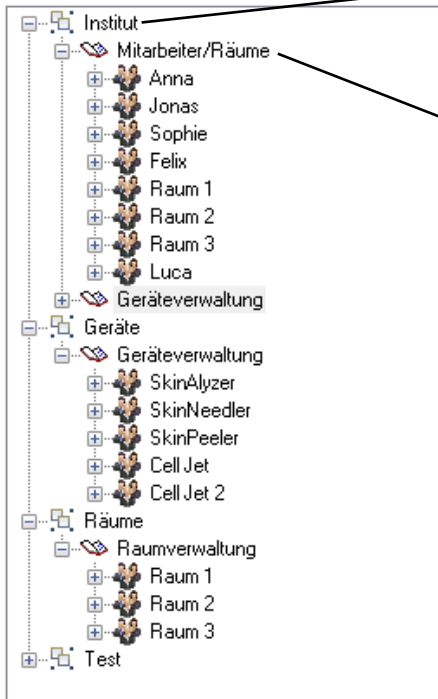 Institut
Mitarbeiter/Räume
Anna
Jonas
Sophie
Felix
Raum 1
Raum 2
Raum 3
Luca
Geräteverwaltung
Geräte
Geräteverwaltung
SkinAlyzer
SkinNeedler
SkinPeeler
Cell Jet
Cell Jet 2
Räume
Raumverwaltung
Raum 1
Raum 2
Raum 3
Test